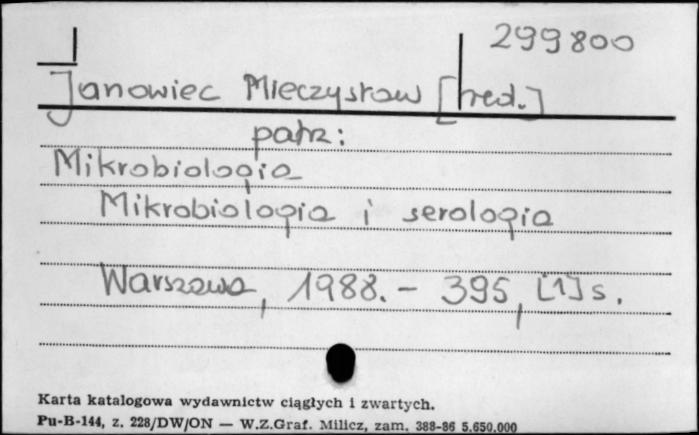 299800
Janowiec Mieczysław [red.]
patrz:
Mikrobiologia
Mikrobiologia i serologia
Warszawa, 1988. - 395, [1] s.
Karta katalogowa wydawnictw ciągłych i zwartych.
Pu-B-144, z. 228/DW/ON — W.Z.Graf. Milicz, zam. 388-86 5.650.000